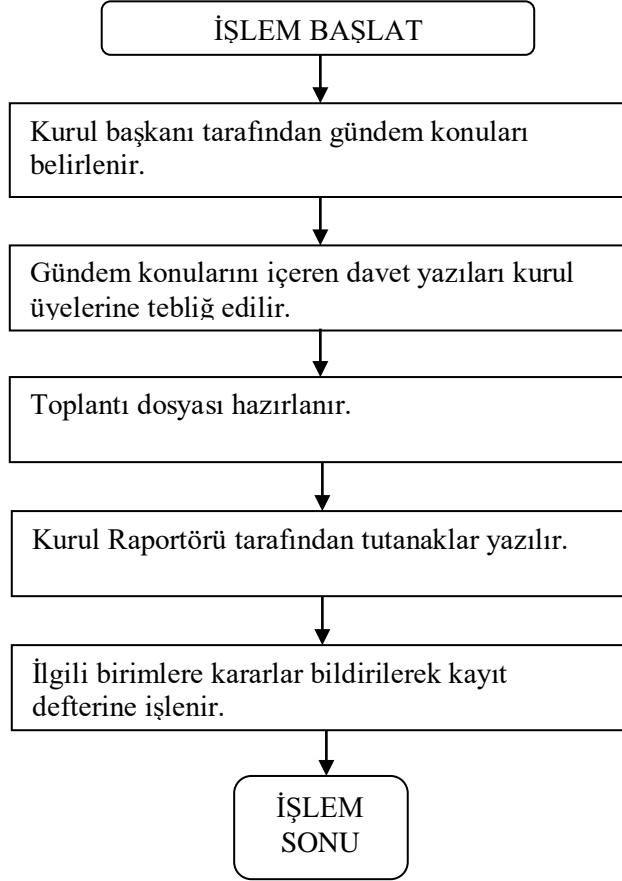 İŞLEM BAŞLAT
Kurul başkanı tarafından gündem konuları
belirlenir.
Gündem konularını içeren davet yazıları kurul
üyelerine tebliğ edilir.
Toplantı dosyası hazırlanır.
Kurul Raportörü tarafından tutanaklar yazılır.
İlgili birimlere kararlar bildirilerek kayıt
defterine işlenir.
İŞLEM
SONU